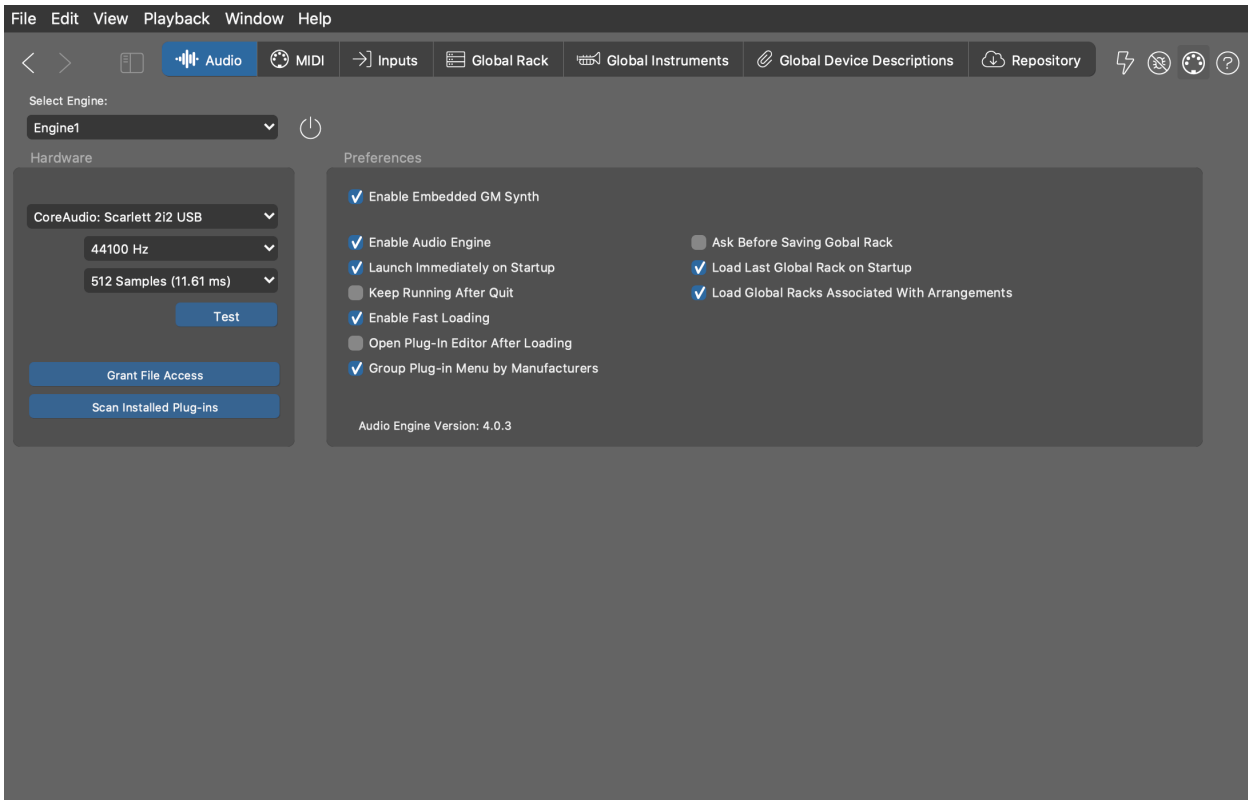 File Edit View Playback Window Help
Audio MIDI Inputs Global Rack Global Instruments Global Device Descriptions Repository
Select Engine:
Engine1
Hardware
CoreAudio: Scarlett 2i2 USB
44100 Hz
512 Samples (11.61 ms)
Test
Grant File Access
Scan Installed Plug-ins
Preferences
Enable Embedded GM Synth
Enable Audio Engine
Launch Immediately on Startup
Keep Running After Quit
Enable Fast Loading
Open Plug-In Editor After Loading
Group Plug-in Menu by Manufacturers
Ask Before Saving Gobal Rack
Load Last Global Rack on Startup
Load Global Racks Associated With Arrangements
Audio Engine Version: 4.0.3